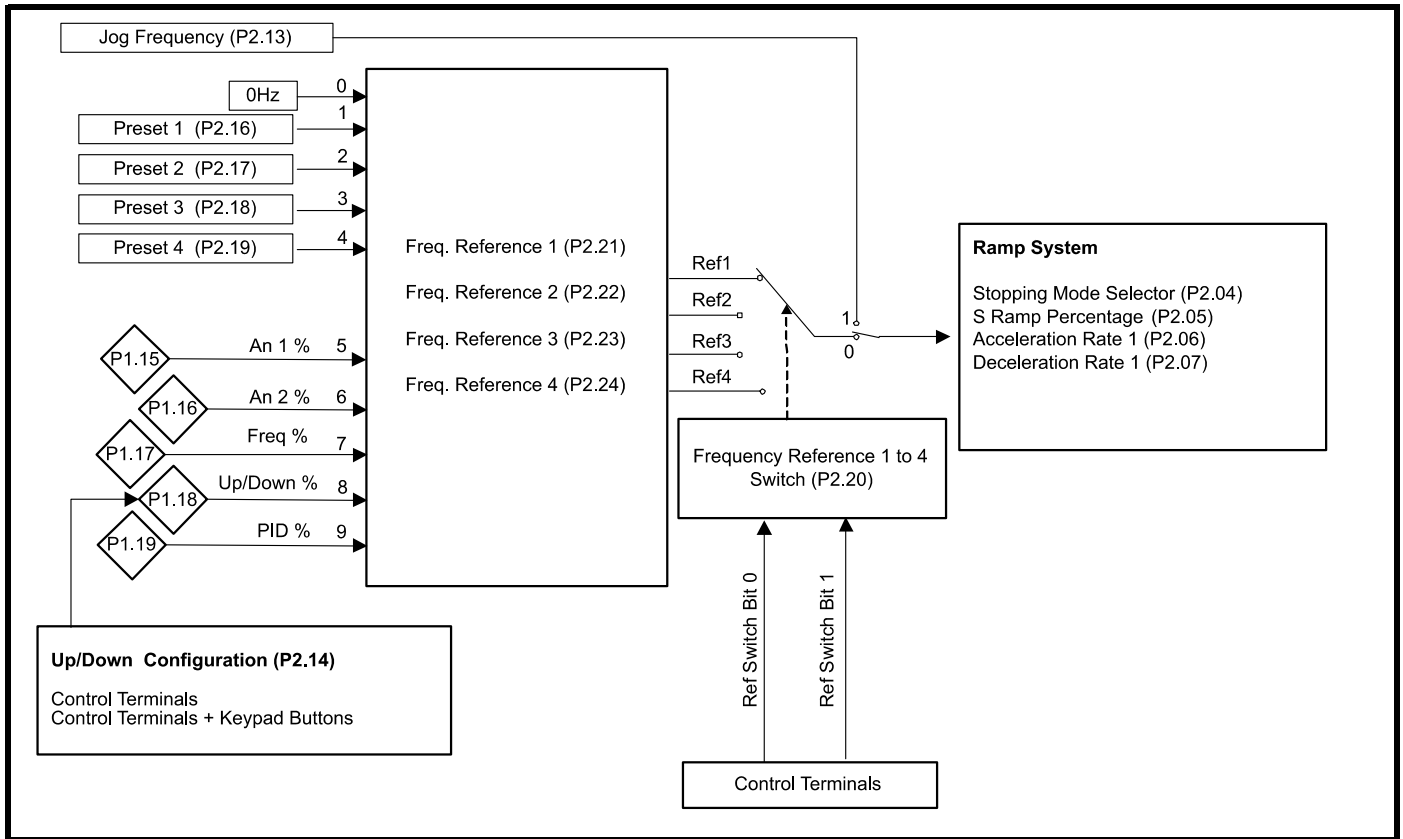 Jog Frequency (P2.13)
0Hz
0
Preset 1 (P2.16)
1
Preset 2 (P2.17)
2
Preset 3 (P2.18)
3
Preset 4 (P2.19)
4
P1.15
An 1 %
5
P1.16
An 2 %
6
P1.17
Freq %
7
P1.18
Up/Down %
8
P1.19
PID %
9
Freq. Reference 1 (P2.21)
Freq. Reference 2 (P2.22)
Freq. Reference 3 (P2.23)
Freq. Reference 4 (P2.24)
Ref1
Ref2
Ref3
Ref4
1
0
Ramp System
Stopping Mode Selector (P2.04)
S Ramp Percentage (P2.05)
Acceleration Rate 1 (P2.06)
Deceleration Rate 1 (P2.07)
Frequency Reference 1 to 4
Switch (P2.20)
Ref Switch Bit 0
Ref Switch Bit 1
Control Terminals
Up/Down Configuration (P2.14)
Control Terminals
Control Terminals + Keypad Buttons